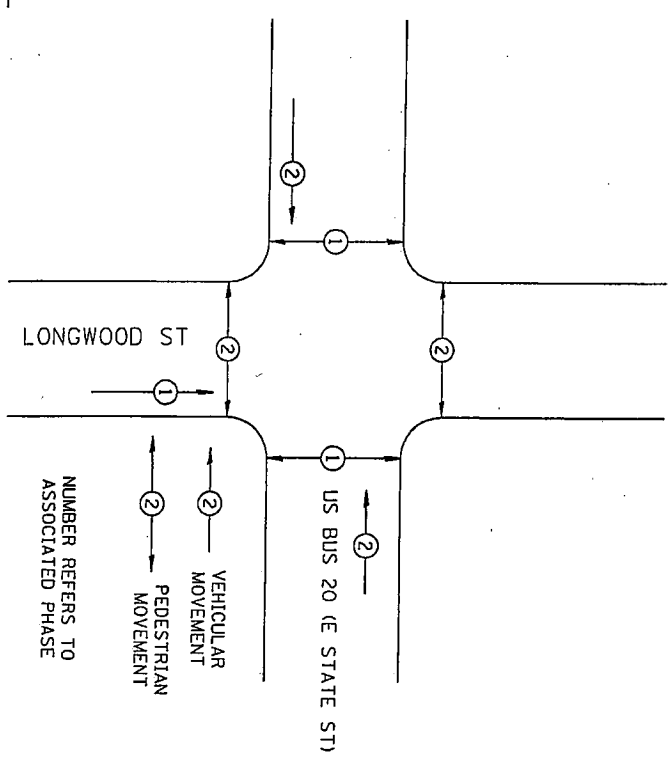 2
1
2
2
LONGWOOD ST
1
1
2
US BUS 20 (E STATE ST)
2
VEHICULAR
MOVEMENT
2
PEDESTRIAN
MOVEMENT
NUMBER REFERS TO
ASSOCIATED PHASE